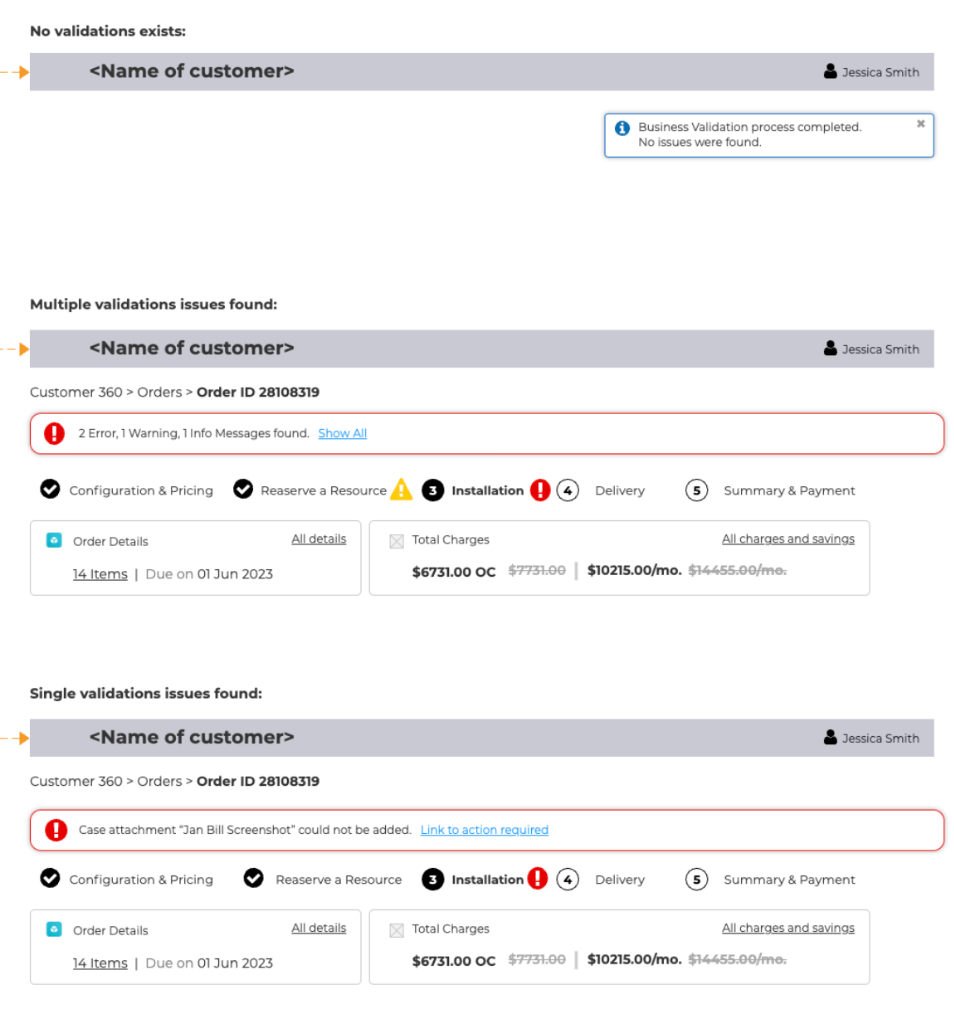 No validations exists:
<Name of customer>
Jessica Smith
Business Validation process completed.
No issues were found.
Multiple validations issues found:
<Name of customer>
Jessica Smith
Customer 360 > Orders > Order ID 28108319
2 Error, 1 Warning, 1 Info Messages found. Show All
Configuration & Pricing Reaserve a Resource 3 Installation 4 Delivery 5 Summary & Payment
Order Details All details
14 Items | Due on 01 Jun 2023
Total Charges All charges and savings
$6731.00 OC $7731.00 | $10215.00/mo. $14455.00/mo.
Single validations issues found:
<Name of customer>
Jessica Smith
Customer 360 > Orders > Order ID 28108319
Case attachment “Jan Bill Screenshot” could not be added. Link to action required
Configuration & Pricing Reaserve a Resource 3 Installation 4 Delivery 5 Summary & Payment
Order Details All details
14 Items | Due on 01 Jun 2023
Total Charges All charges and savings
$6731.00 OC $7731.00 | $10215.00/mo. $14455.00/mo.